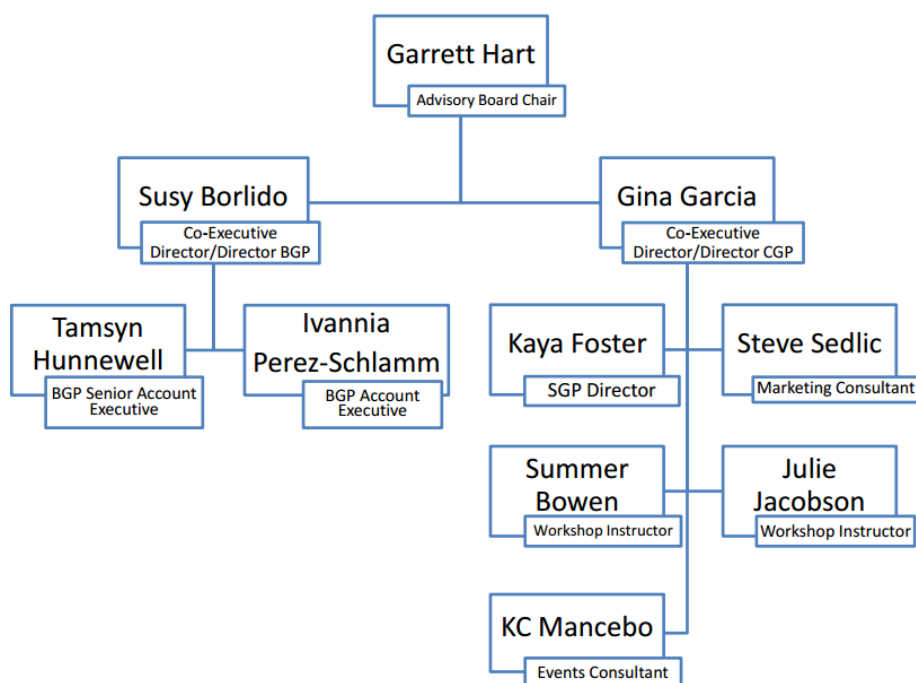 Garrett Hart
Advisory Board Chair
Susy Borlido
Co-Executive
Director/Director BGP
Gina Garcia
Co-Executive
Director/Director CGP
Tamsyn
Hunnewell
BGP Senior Account
Executive
Ivannia
Perez-Schlamm
BGP Account
Executive
Kaya Foster
SGP Director
Steve Sedlic
Marketing Consultant
Summer
Bowen
Workshop Instructor
Julie
Jacobson
Workshop Instructor
KC Mancebo
Events Consultant